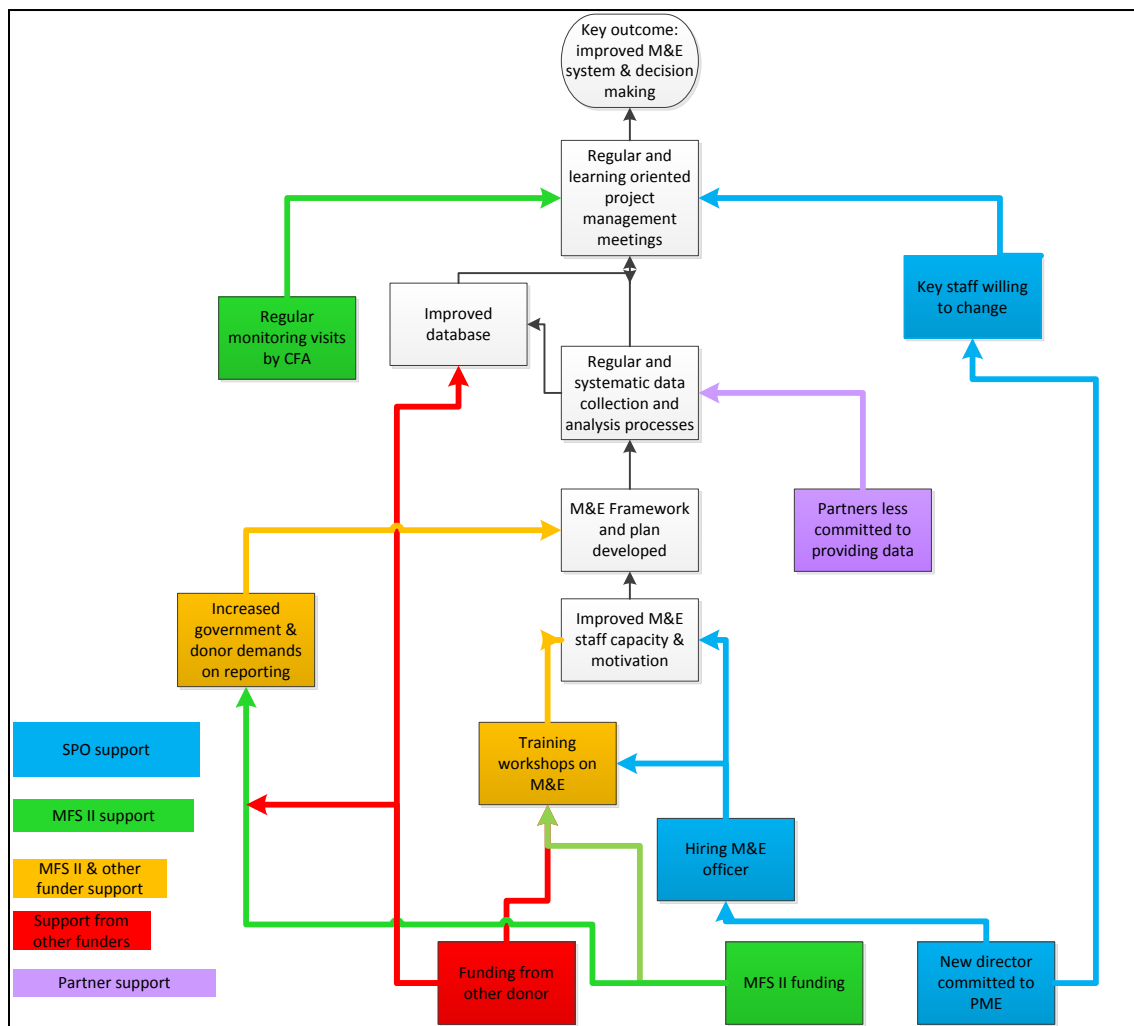 Key outcome:
improved M&E
system & decision
making
Regular and
learning oriented
project
management
meetings
Key staff willing
to change
Regular
monitoring visits
by CFA
Improved
database
Regular and
systematic data
collection and
analysis processes
M&E Framework
and plan
developed
Partners less
committed to
providing data
Increased
government &
donor demands
on reporting
Improved M&E
staff capacity &
motivation
Training
workshops on
M&E
Hiring M&E
officer
SPO support
MFS II support
MFS II & other
funder support
Support from
other funders
Partner support
Funding from
other donor
MFS II funding
New director
committed to
PME